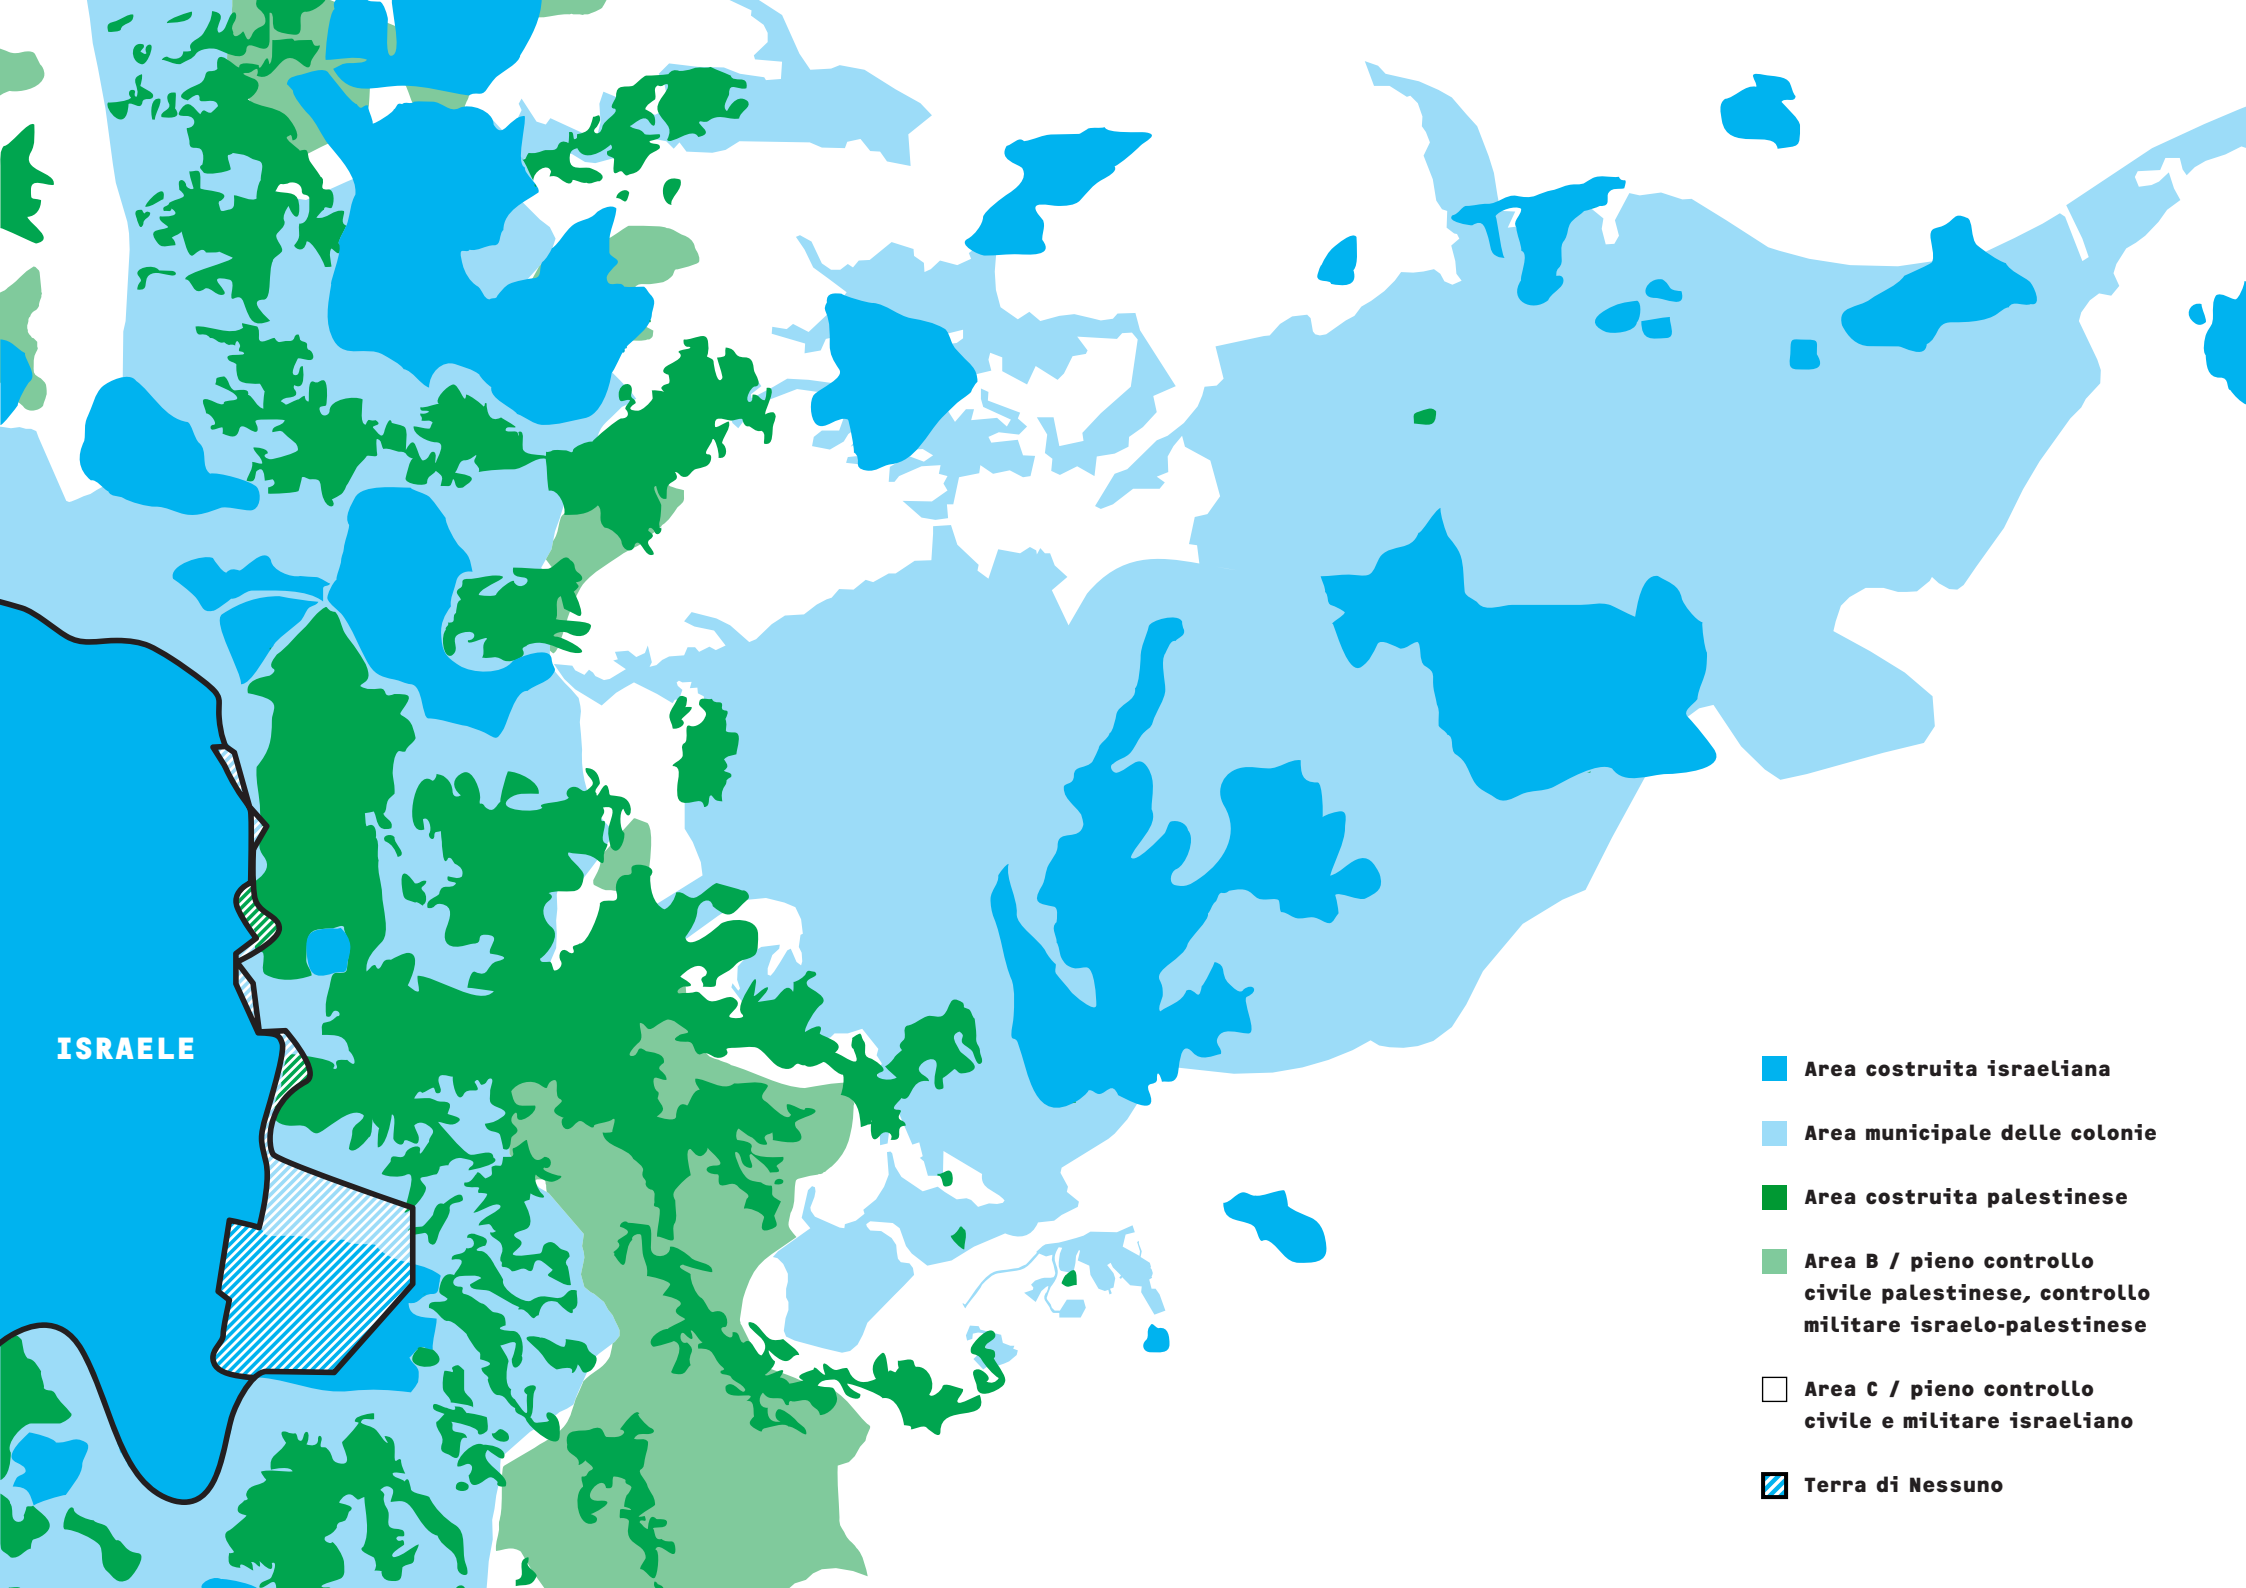 ISRAELE
Area costruita israeliana
Area municipale delle colonie
Area costruita palestinese
Area B / pieno controllo
civile palestinese, controllo
militare israelo-palestinese
Area C / pieno controllo
civile e militare israeliano
Terra di Nessuno